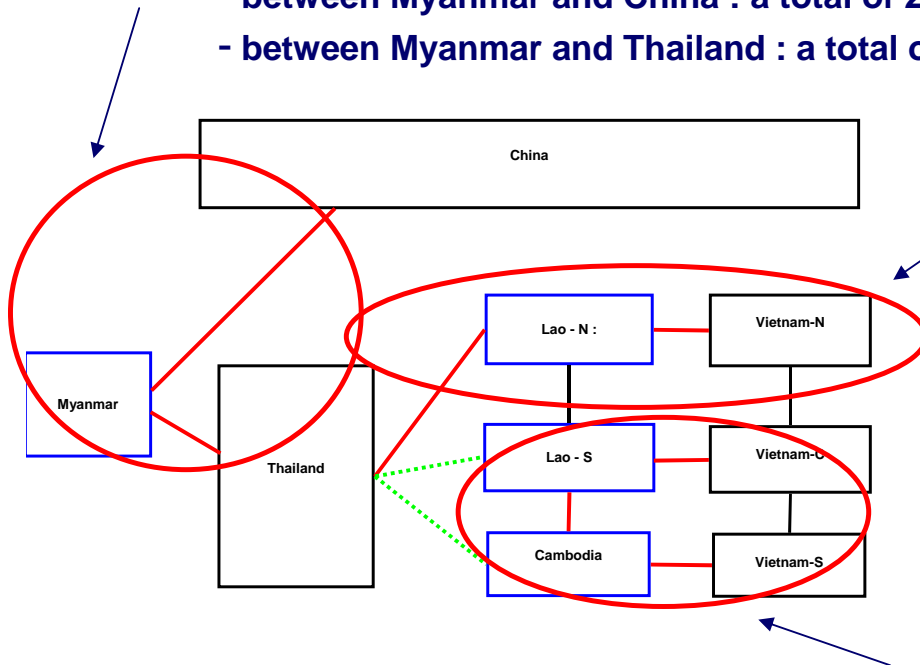 between Myanmar and China : a total of
- between Myanmar and Thailand : a total
China
Lao - N :
Vietnam-N
Myanmar
Thailand
Lao - S
Vietnam-C
Cambodia
Vietnam-S